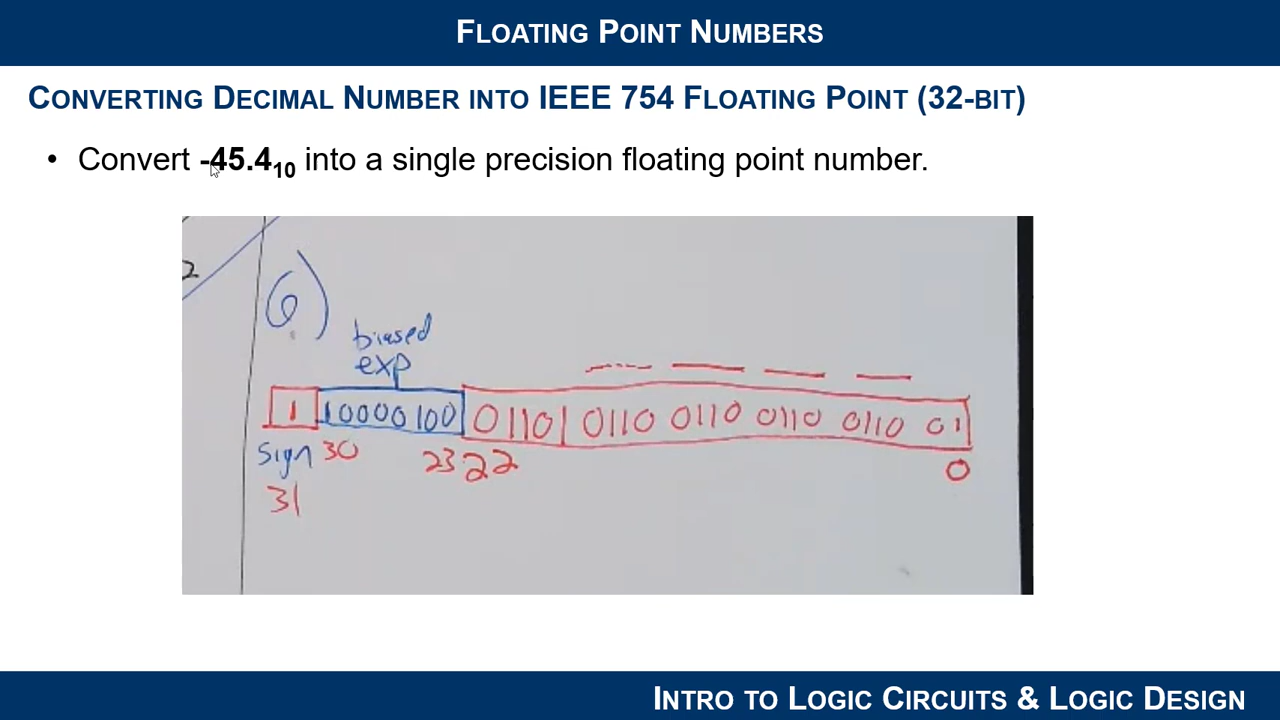 FLOATING POINT NUMBERS
CONVERTING DECIMAL NUMBER INTO IEEE 754 FLOATING POINT (32-BIT)
• Convert -45.4₁₀ into a single precision floating point number.
2
6)
biased
exp
1 10000100 01101 0110 0110 0110 0110 01
sign 30 23 22 0
31
INTRO TO LOGIC CIRCUITS & LOGIC DESIGN